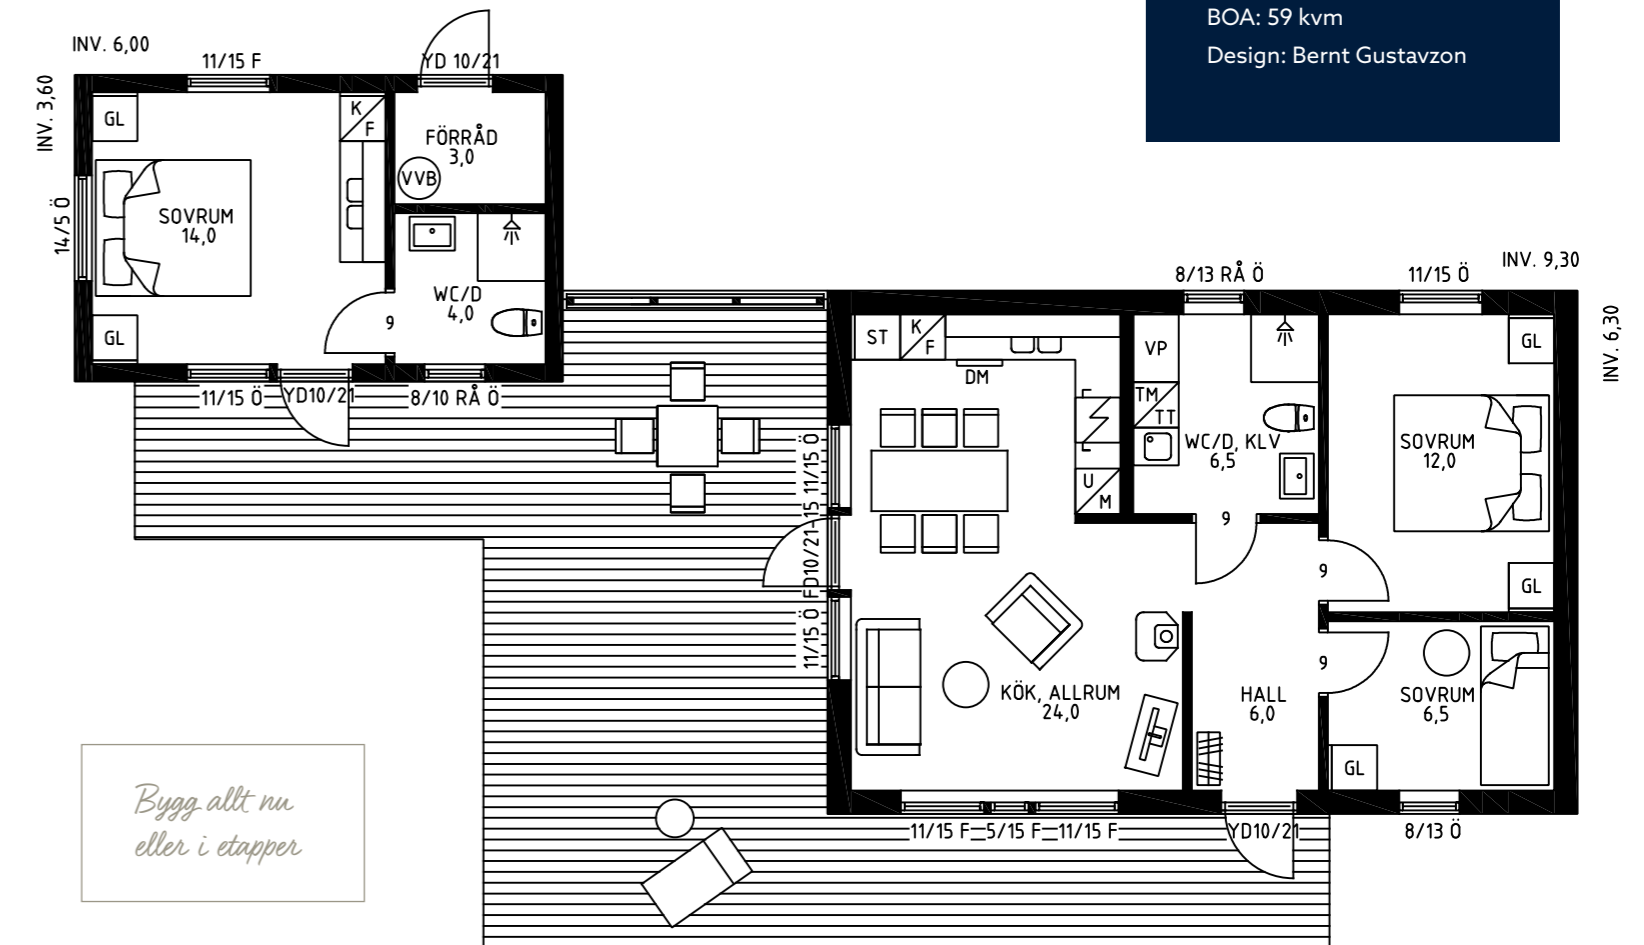 BOA: 59 kvm
Design: Bernt Gustavzon
INV. 6,00
INV. 3,60
11/15 F
YD 10/21
GL
K
F
FÖRRÅD
3,0
VVB
14/5 Ö
SOVRUM
14,0
WC/D
4,0
9
GL
11/15 Ö
YD10/21
8/10 RÅ Ö
INV. 9,30
INV. 6,30
8/13 RÅ Ö
11/15 Ö
ST
K
F
DM
VP
TM
TT
GL
WC/D, KLV
6,5
SOVRUM
12,0
U
M
9
11/15 Ö FD10/21-15 11/15 Ö
9
GL
9
KÖK, ALLRUM
24,0
HALL
6,0
SOVRUM
6,5
GL
11/15 F 5/15 F 11/15 F
YD10/21
8/13 Ö
Bygg allt nu
eller i etapper